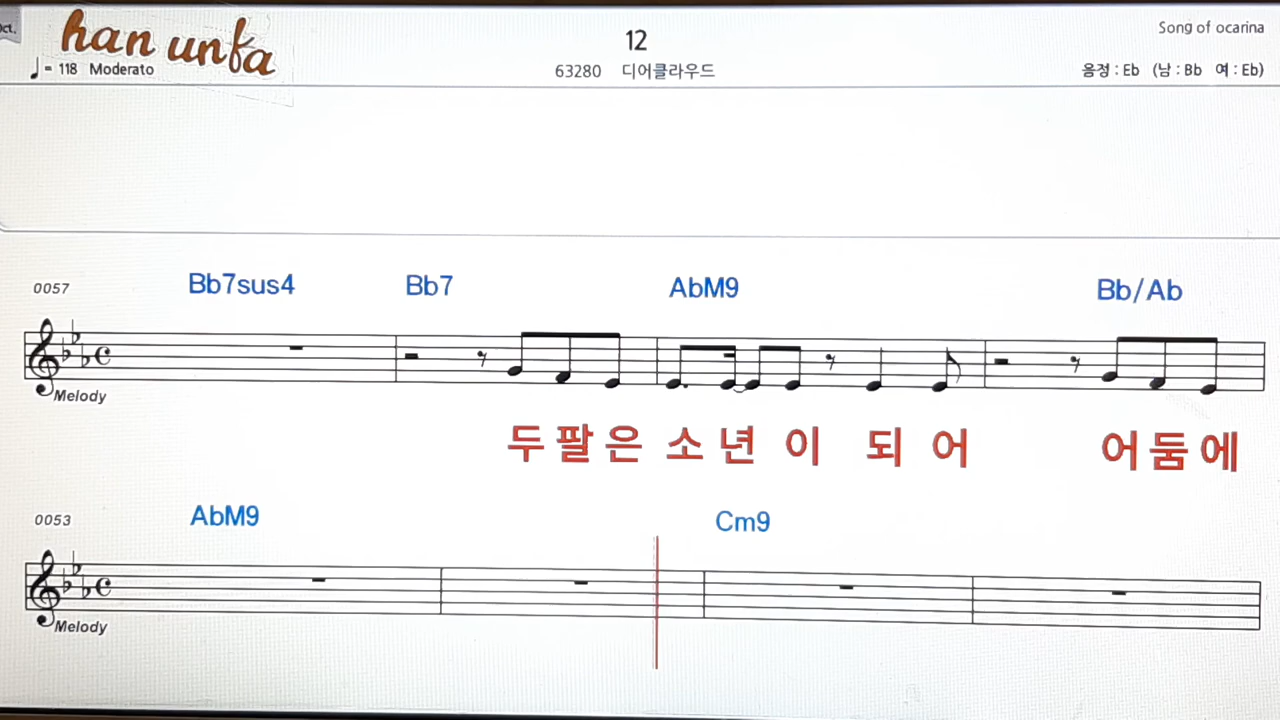 Oct.
han unfa
12
Song of ocarina
♩= 118 Moderato
63280 디어클라우드
음정 : Eb (남 : Bb 여 : Eb)
0057 Bb7sus4 Bb7 AbM9 Bb/Ab
Melody
두 팔 은 소 년 이 되 어 어 둠 에
0053 AbM9 Cm9
Melody